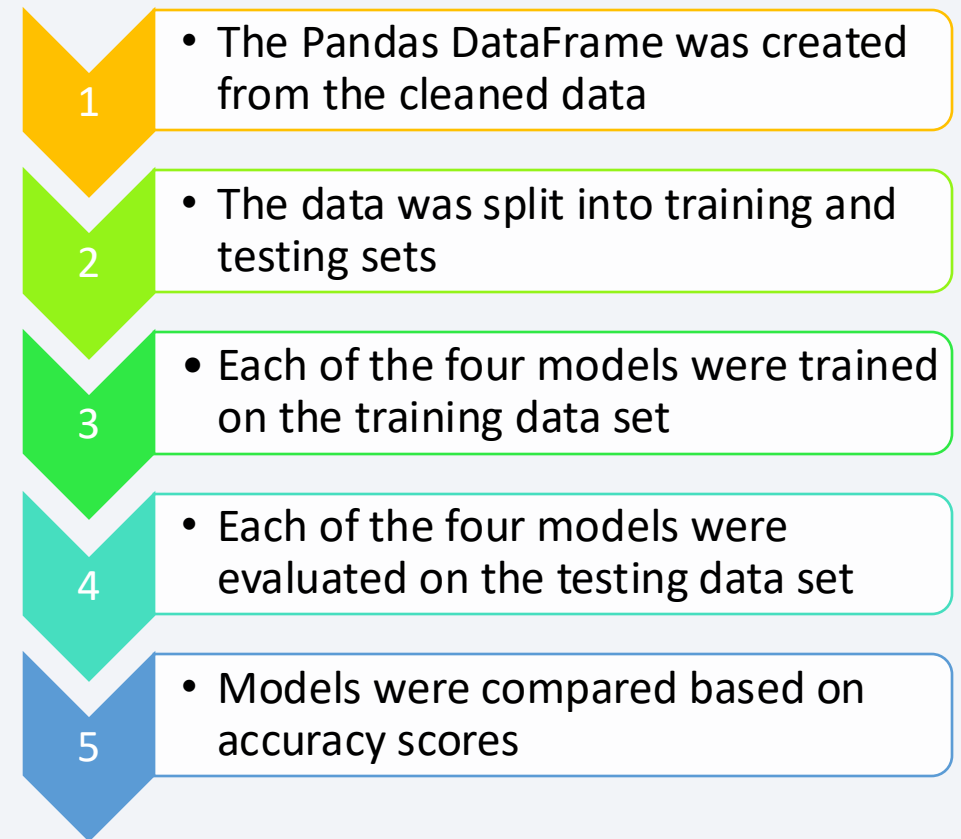 1
• The Pandas DataFrame was created
from the cleaned data
2
• The data was split into training and
testing sets
3
• Each of the four models were trained
on the training data set
4
• Each of the four models were
evaluated on the testing data set
5
• Models were compared based on
accuracy scores